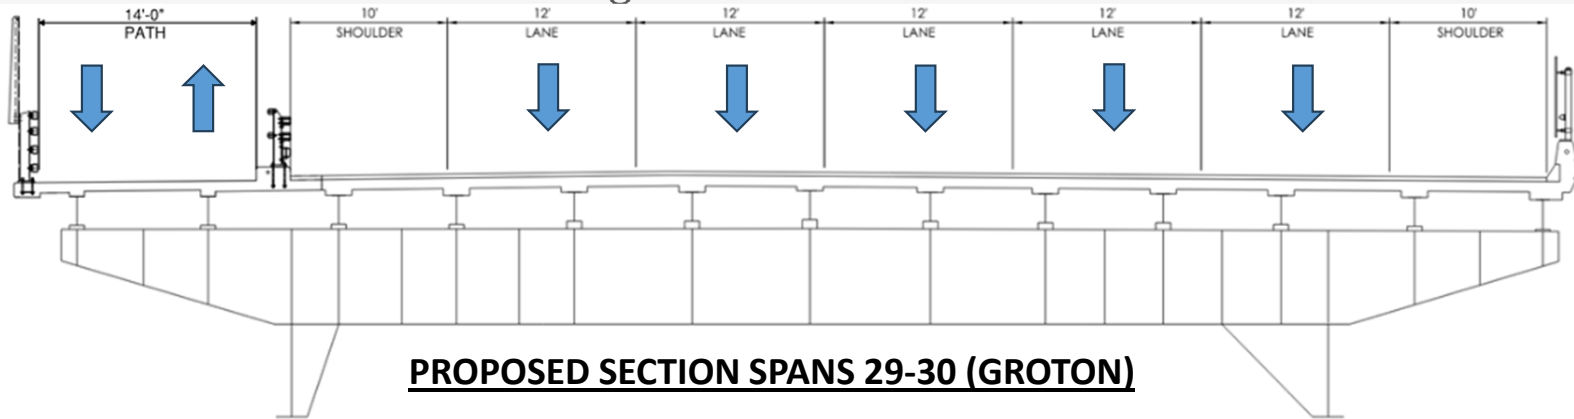 14'-0" 10' 12' 12' 12' 12' 12' 10'
PATH SHOULDER LANE LANE LANE LANE LANE SHOULDER
PROPOSED SECTION SPANS 29-30 (GROTON)